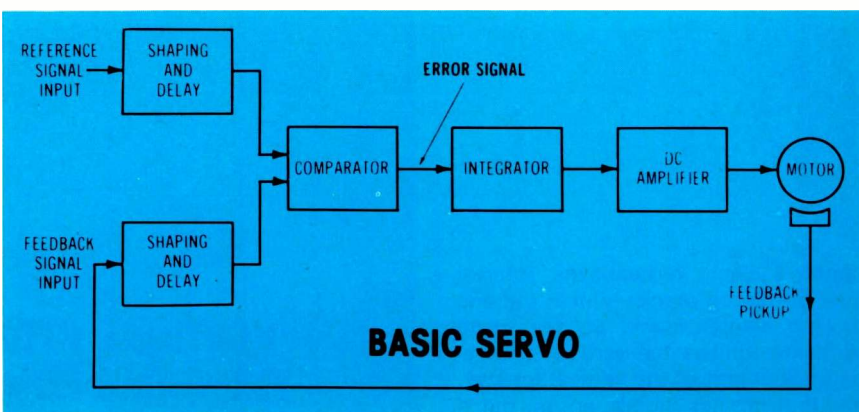 REFERENCE
SIGNAL
INPUT
SHAPING
AND
DELAY
ERROR SIGNAL
COMPARATOR
INTEGRATOR
DC
AMPLIFIER
MOTOR
FEEDBACK
SIGNAL
INPUT
SHAPING
AND
DELAY
FEEDBACK
PICKUP
BASIC SERVO